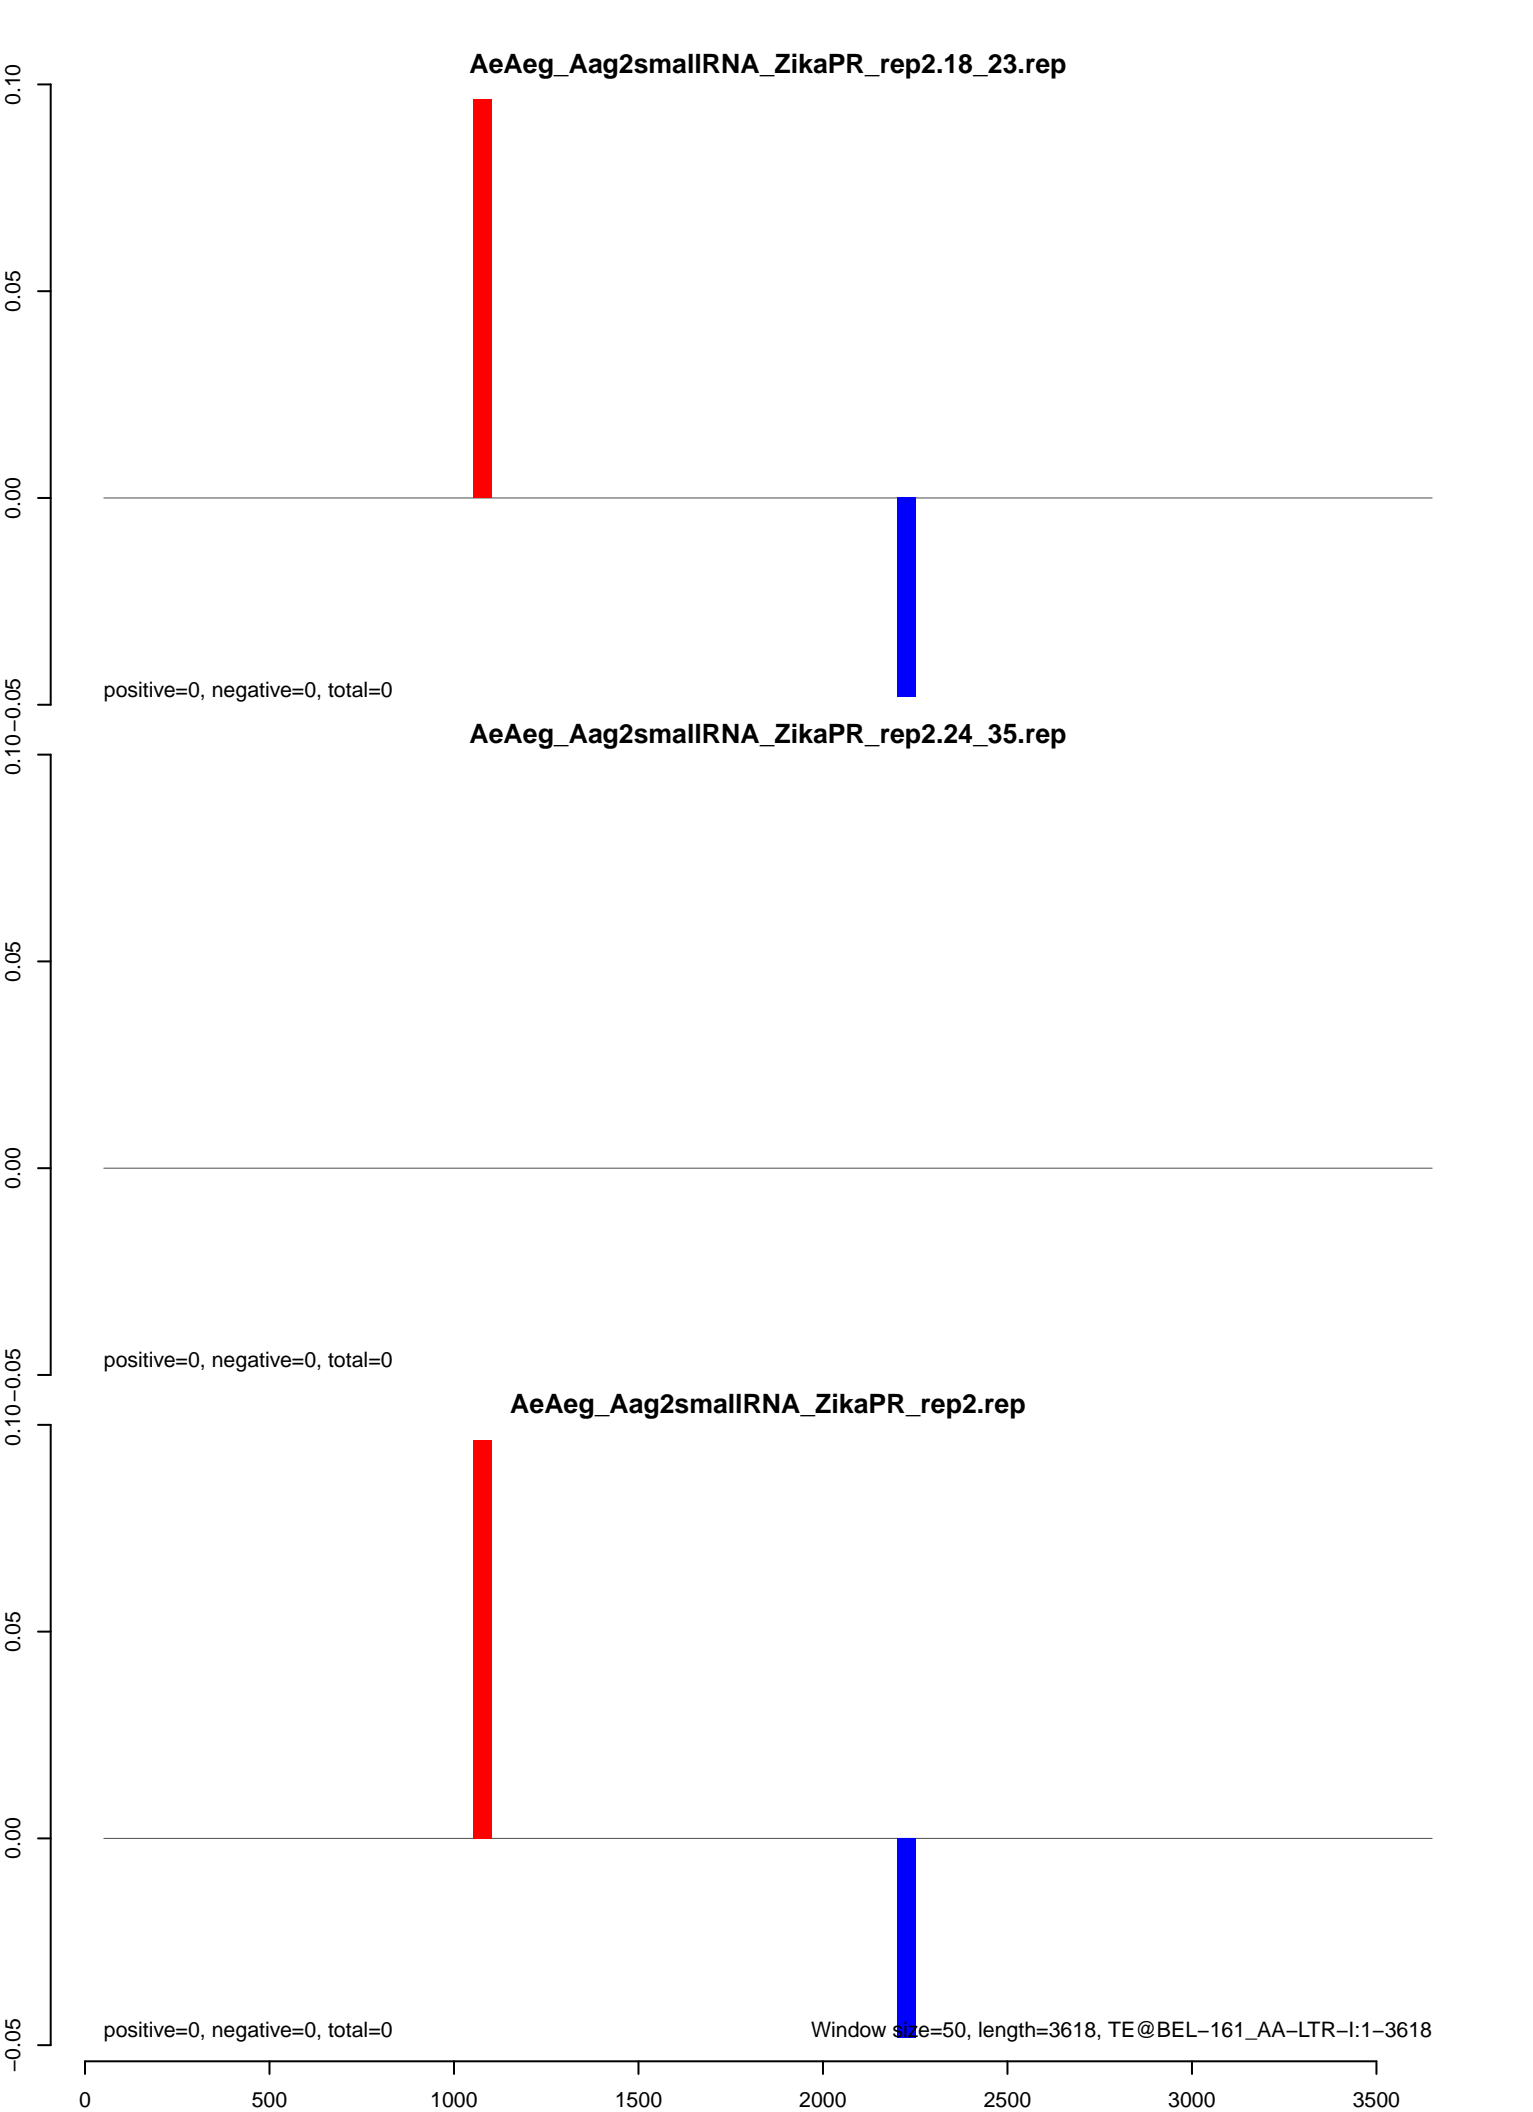 AeAeg_Aag2smallRNA_ZikaPR_rep2.18_23.rep
0.10
0.05
0.00
−0.05
positive=0, negative=0, total=0
AeAeg_Aag2smallRNA_ZikaPR_rep2.24_35.rep
0.10
0.05
0.00
−0.05
positive=0, negative=0, total=0
AeAeg_Aag2smallRNA_ZikaPR_rep2.rep
0.10
0.05
0.00
−0.05
positive=0, negative=0, total=0
Window size=50, length=3618, TE@BEL−161_AA−LTR−I:1−3618
0 500 1000 1500 2000 2500 3000 3500